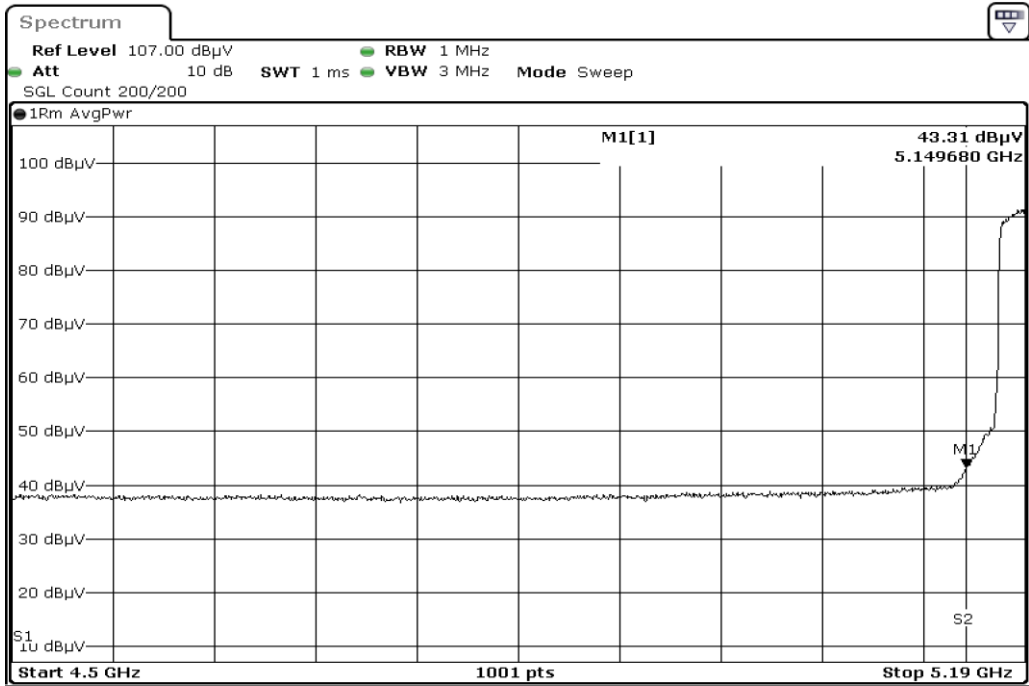 Spectrum
Ref Level 107.00 dBµV RBW 1 MHz
Att 10 dB SWT 1 ms VBW 3 MHz Mode Sweep
SGL Count 200/200
1Rm AvgPwr
M1[1] 43.31 dBµV
5.149680 GHz
100 dBµV
90 dBµV
80 dBµV
70 dBµV
60 dBµV
50 dBµV
M1
40 dBµV
30 dBµV
20 dBµV
S2
S1
10 dBµV
Start 4.5 GHz 1001 pts Stop 5.19 GHz